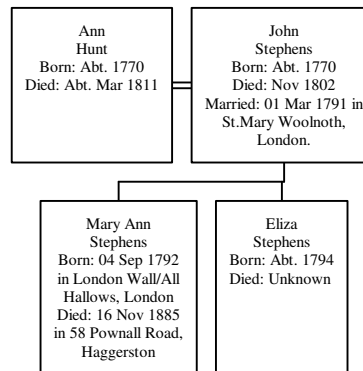 Ann
Hunt
Born: Abt. 1770
Died: Abt. Mar 1811
John
Stephens
Born: Abt. 1770
Died: Nov 1802
Married: 01 Mar 1791 in
St.Mary Woolnoth,
London.
Mary Ann
Stephens
Born: 04 Sep 1792
in London Wall/All
Hallows, London
Died: 16 Nov 1885
in 58 Pownall Road,
Haggerston
Eliza
Stephens
Born: Abt. 1794
Died: Unknown